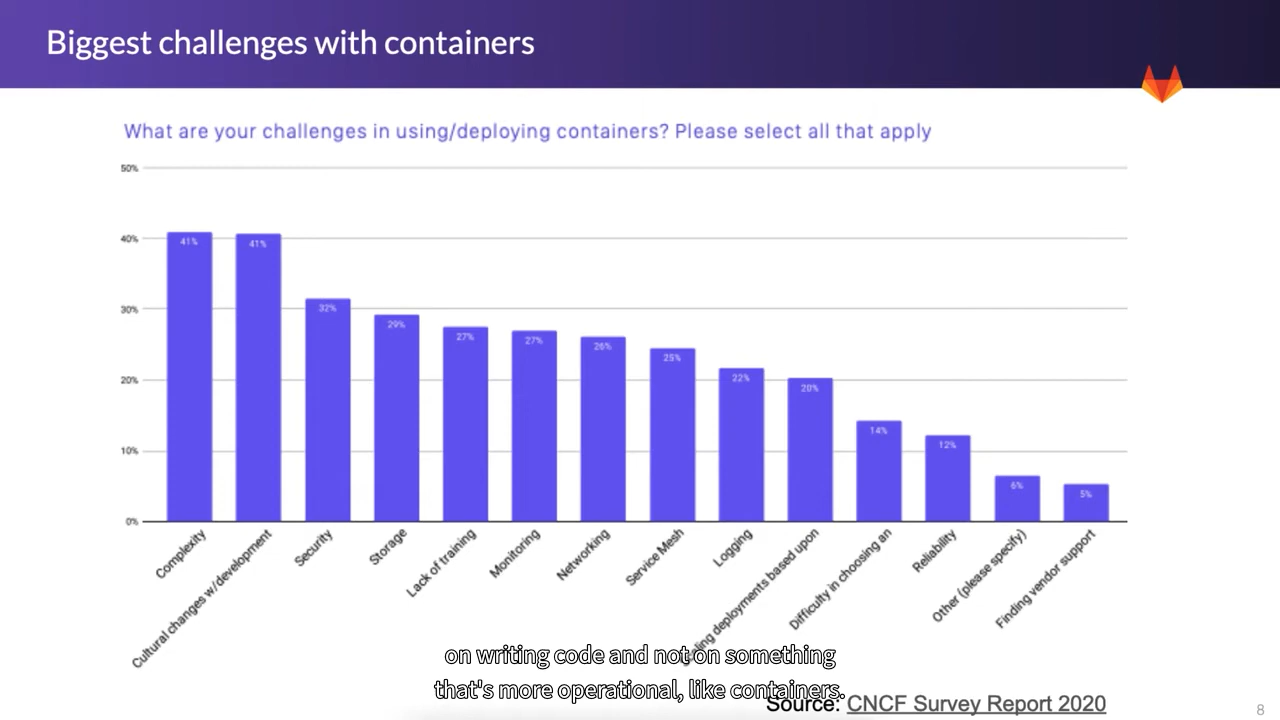 Biggest challenges with containers
What are your challenges in using/deploying containers? Please select all that apply
50%
40%
30%
20%
10%
0%
41%
41%
32%
29%
27%
27%
26%
25%
22%
20%
14%
12%
6%
5%
Complexity
Cultural changes w/development
Security
Storage
Lack of training
Monitoring
Networking
Service Mesh
Logging
deployments based upon
Difficulty in choosing an
Reliability
Other (please specify)
Finding vendor support
on writing code and not on something
that's more operational, like containers.
Source: CNCF Survey Report 2020
8